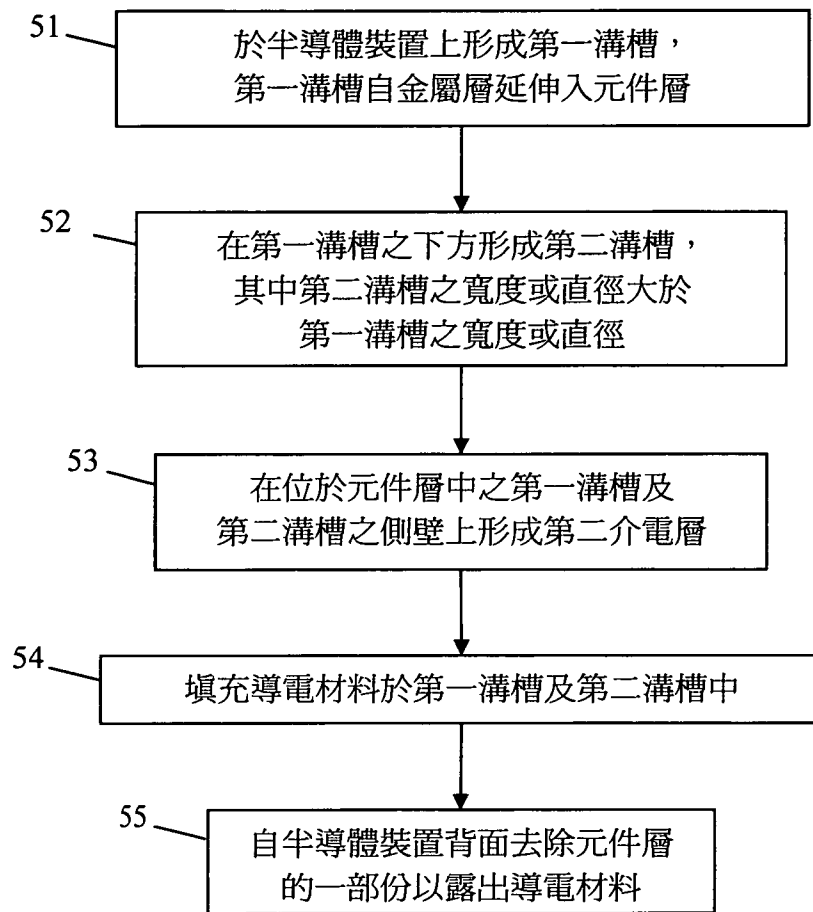 51
於半導體裝置上形成第一溝槽，
第一溝槽自金屬層延伸入元件層
52
在第一溝槽之下方形成第二溝槽，
其中第二溝槽之寬度或直徑大於
第一溝槽之寬度或直徑
53
在位於元件層中之第一溝槽及
第二溝槽之側壁上形成第二介電層
54
填充導電材料於第一溝槽及第二溝槽中
55
自半導體裝置背面去除元件層
的一部份以露出導電材料